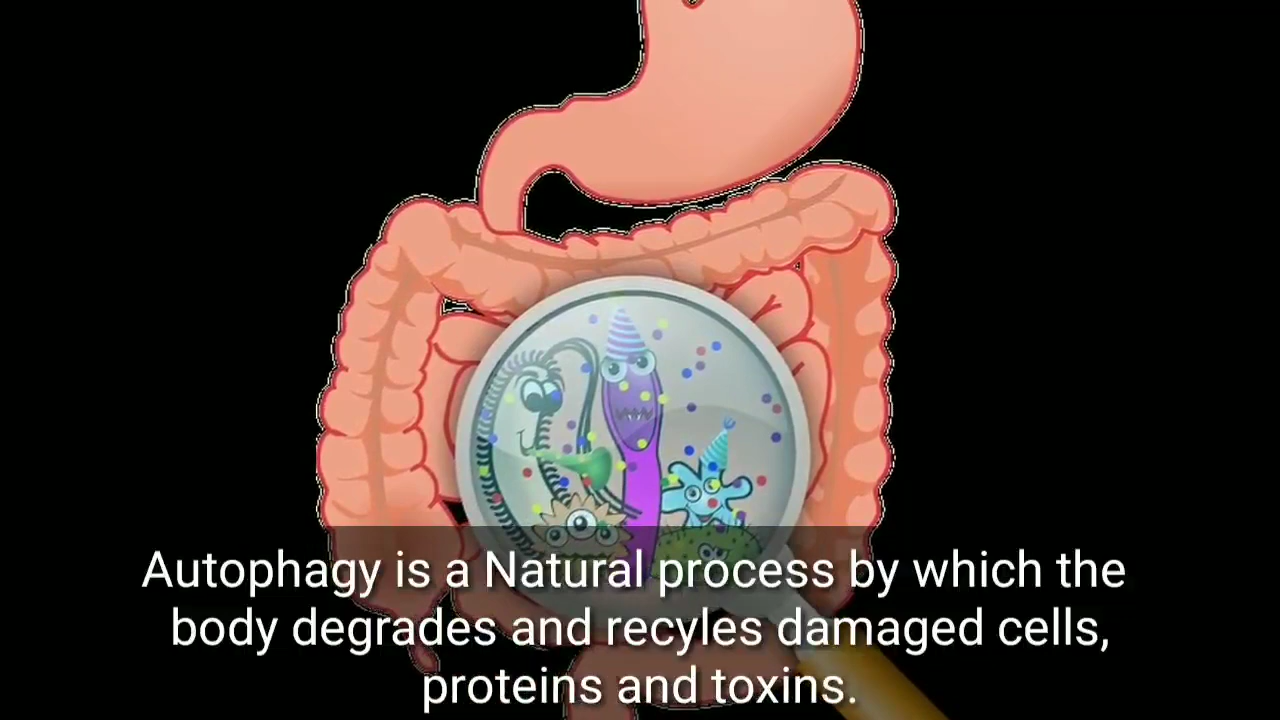 Autophagy is a Natural process by which the
body degrades and recyles damaged cells,
proteins and toxins.